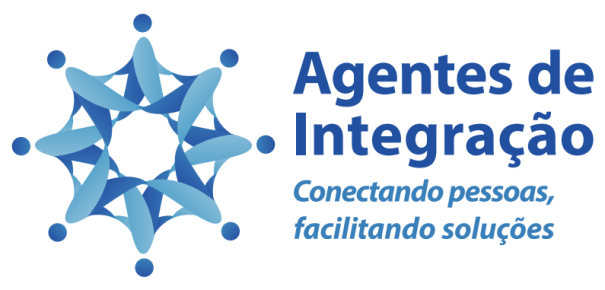 Agentes de
Integração
Conectando pessoas,
facilitando soluções